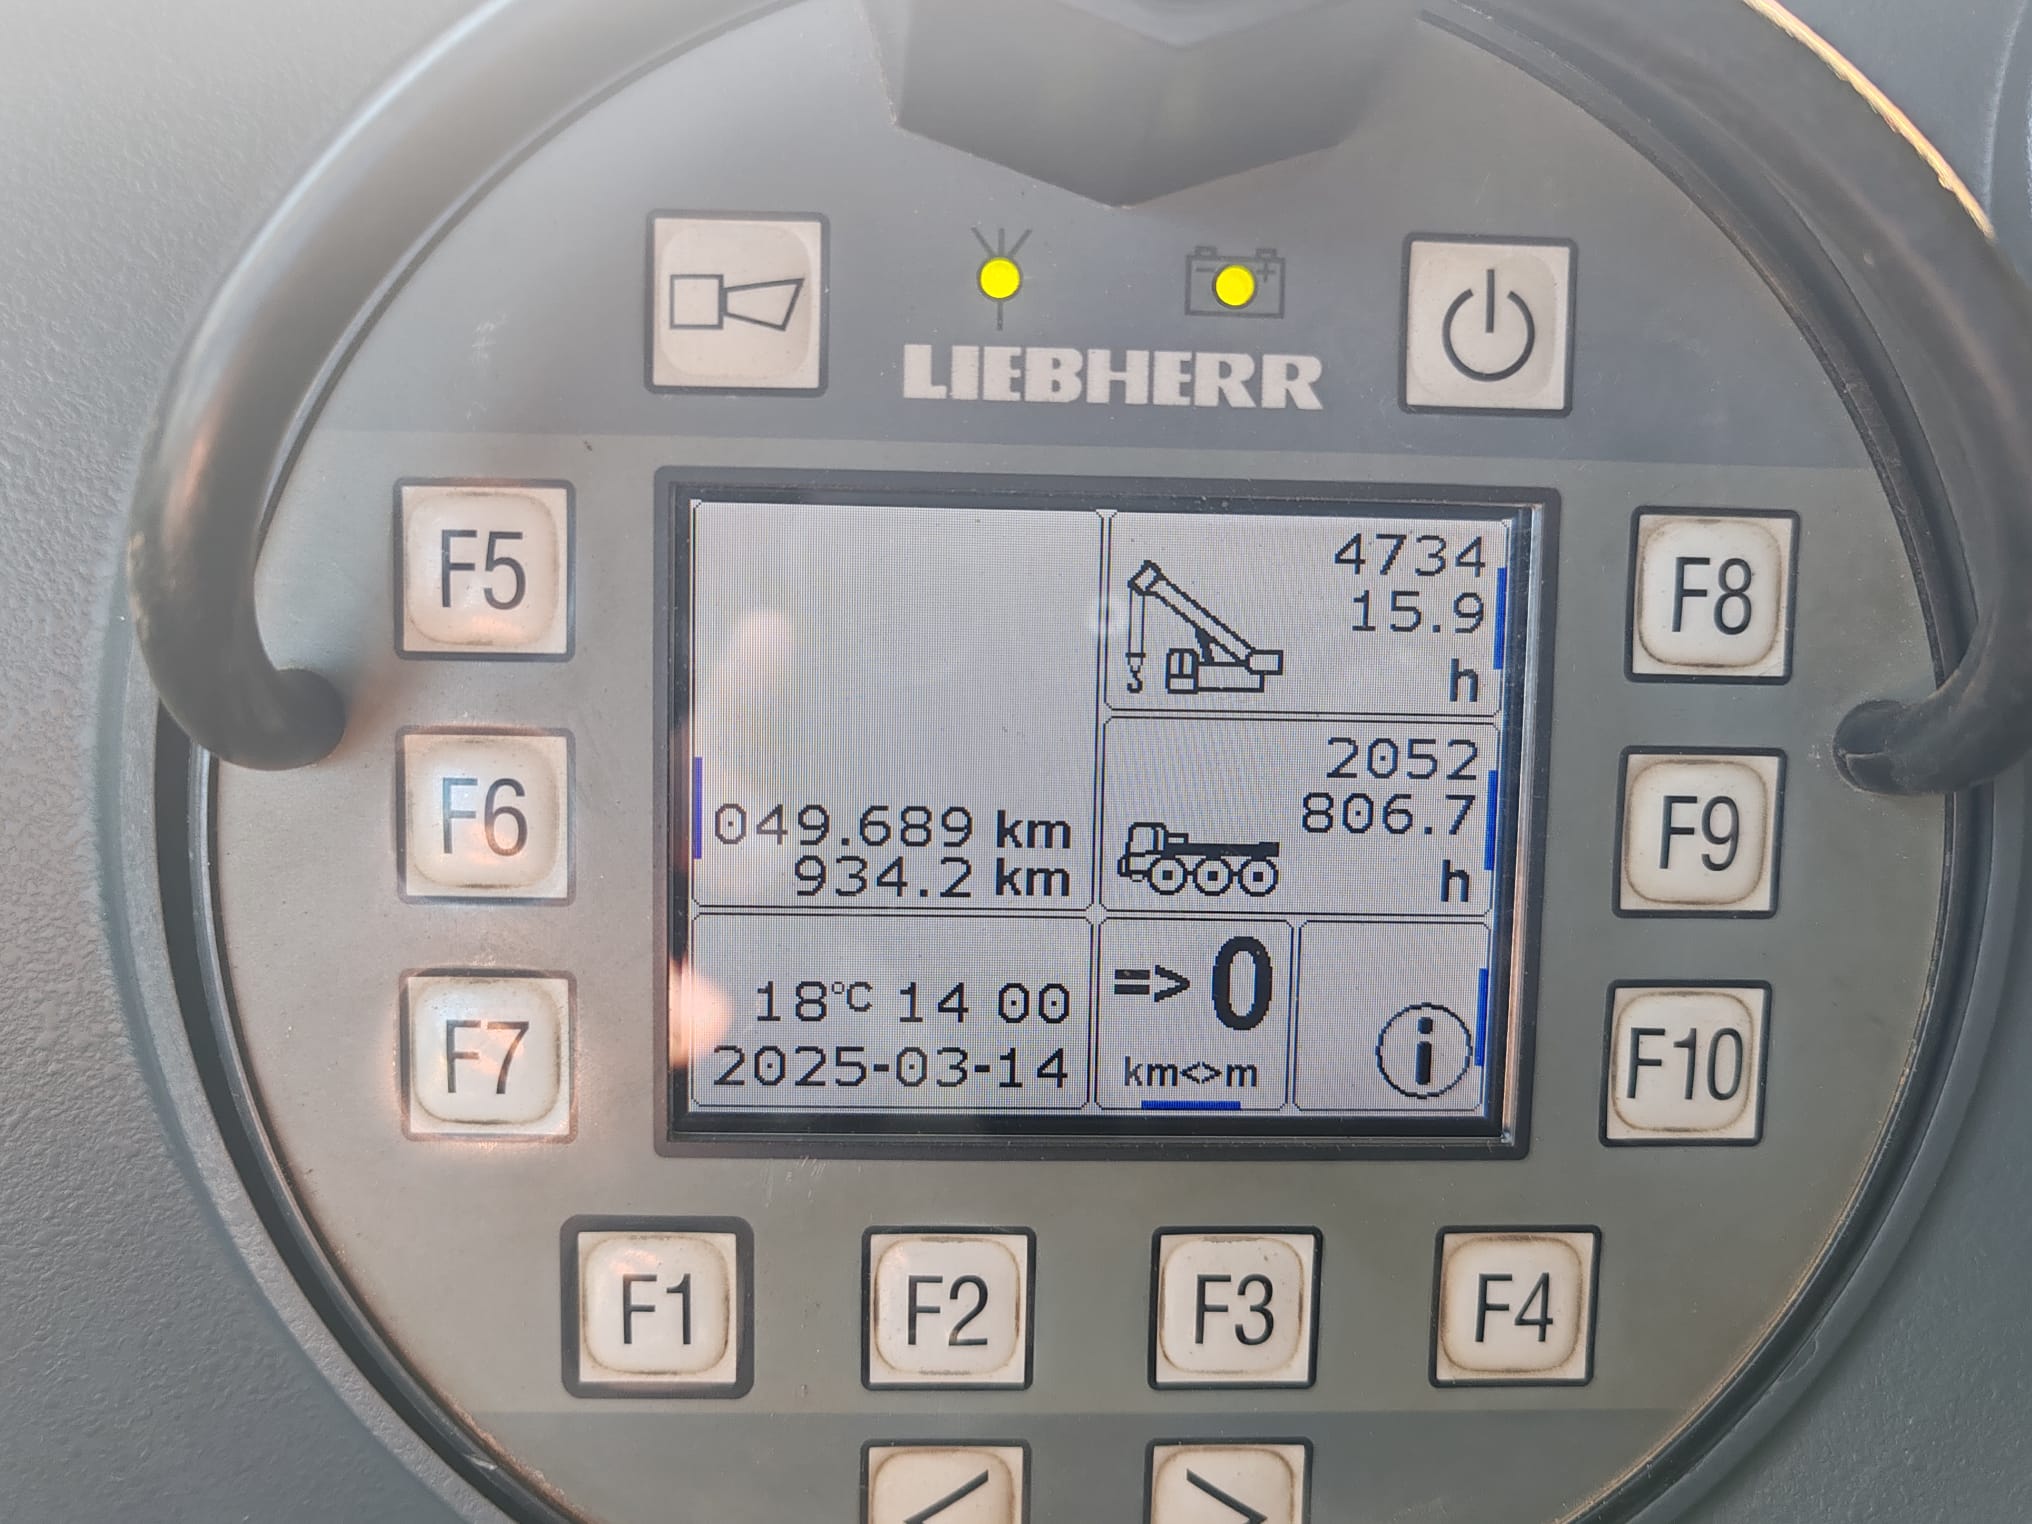 - +
LIEBHERR
F5
F6
F7
4734
15.9
h
049.689 km
934.2 km
2052
806.7
h
18°C 14 00
2025-03-14
=> 0
km<>m
i
F8
F9
F10
F1 F2 F3 F4
< >